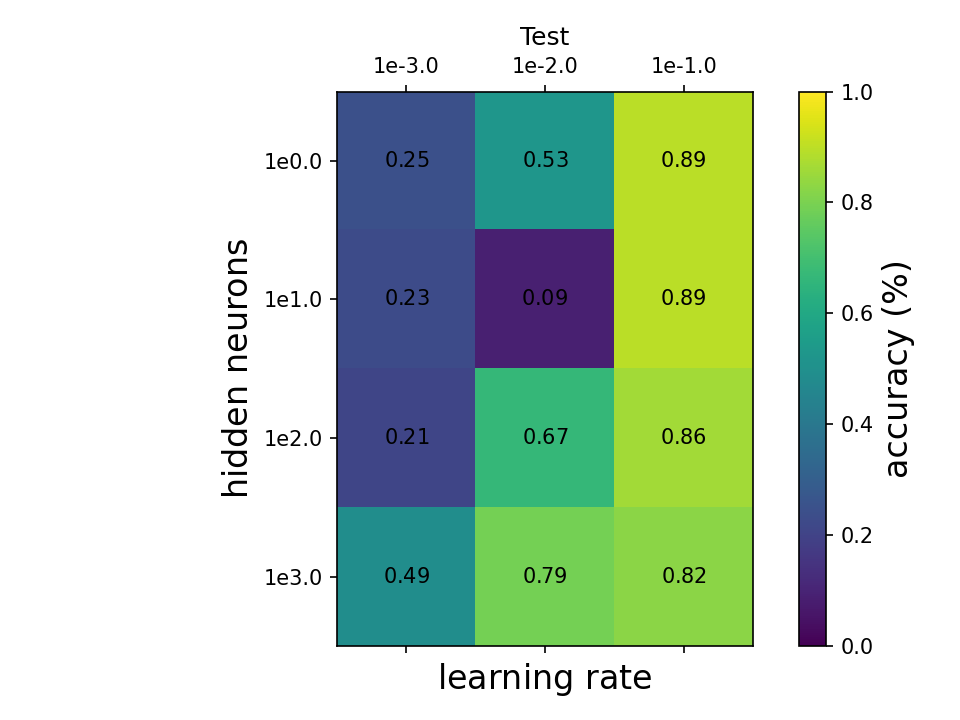 Test
1e-3.0 1e-2.0 1e-1.0
1e0.0 0.25 0.53 0.89
1e1.0 0.23 0.09 0.89
1e2.0 0.21 0.67 0.86
1e3.0 0.49 0.79 0.82
hidden neurons
learning rate
1.0
0.8
0.6
0.4
0.2
0.0
accuracy (%)